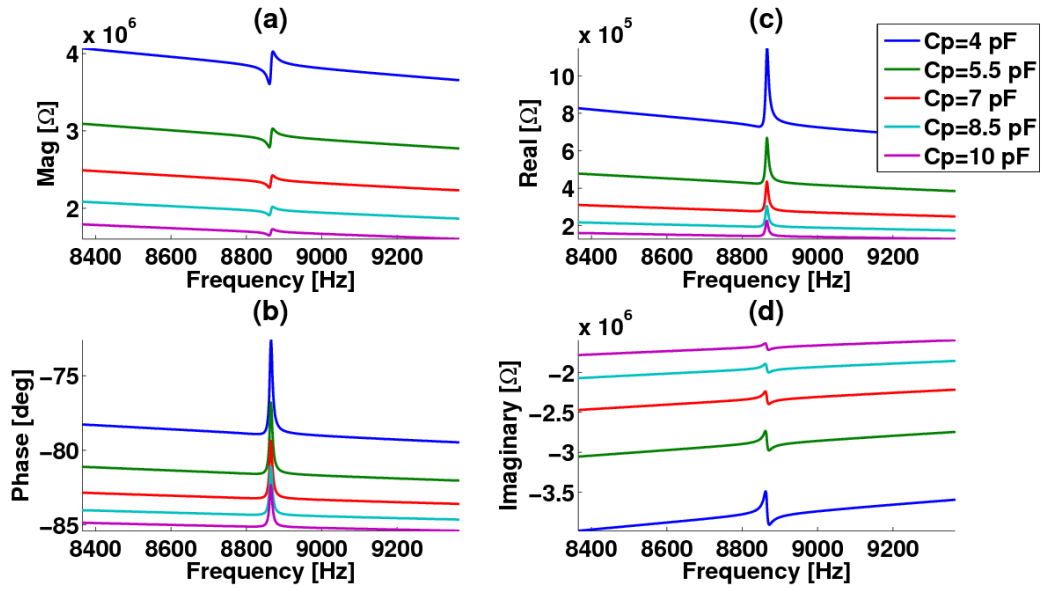 (a)
x 10^6
4
3
2
Mag [Ω]
8400 8600 8800 9000 9200
Frequency [Hz]
(c)
x 10^5
10
8
6
4
2
Real [Ω]
8400 8600 8800 9000 9200
Frequency [Hz]
Cp=4 pF
Cp=5.5 pF
Cp=7 pF
Cp=8.5 pF
Cp=10 pF
(b)
−75
−80
−85
Phase [deg]
8400 8600 8800 9000 9200
Frequency [Hz]
(d)
x 10^6
−2
−2.5
−3
−3.5
Imaginary [Ω]
8400 8600 8800 9000 9200
Frequency [Hz]